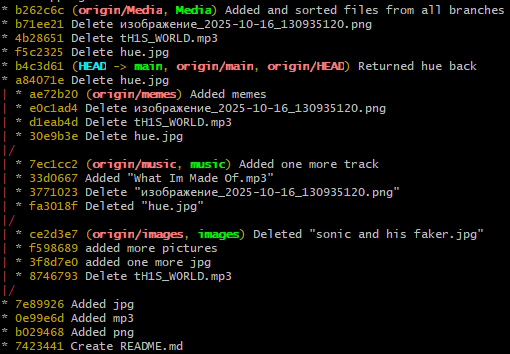 * b262c6c (origin/Media, Media) Added and sorted files from all branches
* b71ee21 Delete изображение_2025-10-16_130935120.png
* 4b28651 Delete tH1S_WORLD.mp3
* f5c2325 Delete hue.jpg
* b4c3d61 (HEAD -> main, origin/main, origin/HEAD) Returned hue back
* a84071e Delete hue.jpg
| * ae72b20 (origin/memes) Added memes
| * e0c1ad4 Delete изображение_2025-10-16_130935120.png
| * d1eab4d Delete tH1S_WORLD.mp3
| * 30e9b3e Delete hue.jpg
|/
| * 7ec1cc2 (origin/music, music) Added one more track
| * 33d0667 Added "What Im Made Of.mp3"
| * 3771023 Delete "изображение_2025-10-16_130935120.png"
| * fa3018f Deleted "hue.jpg"
|/
| * ce2d3e7 (origin/images, images) Deleted "sonic and his faker.jpg"
| * f598689 added more pictures
| * 3f8d7e0 added one more jpg
| * 8746793 Delete tH1S_WORLD.mp3
|/
* 7e89926 Added jpg
* 0e99e6d Added mp3
* b029468 Added png
* 7423441 Create README.md